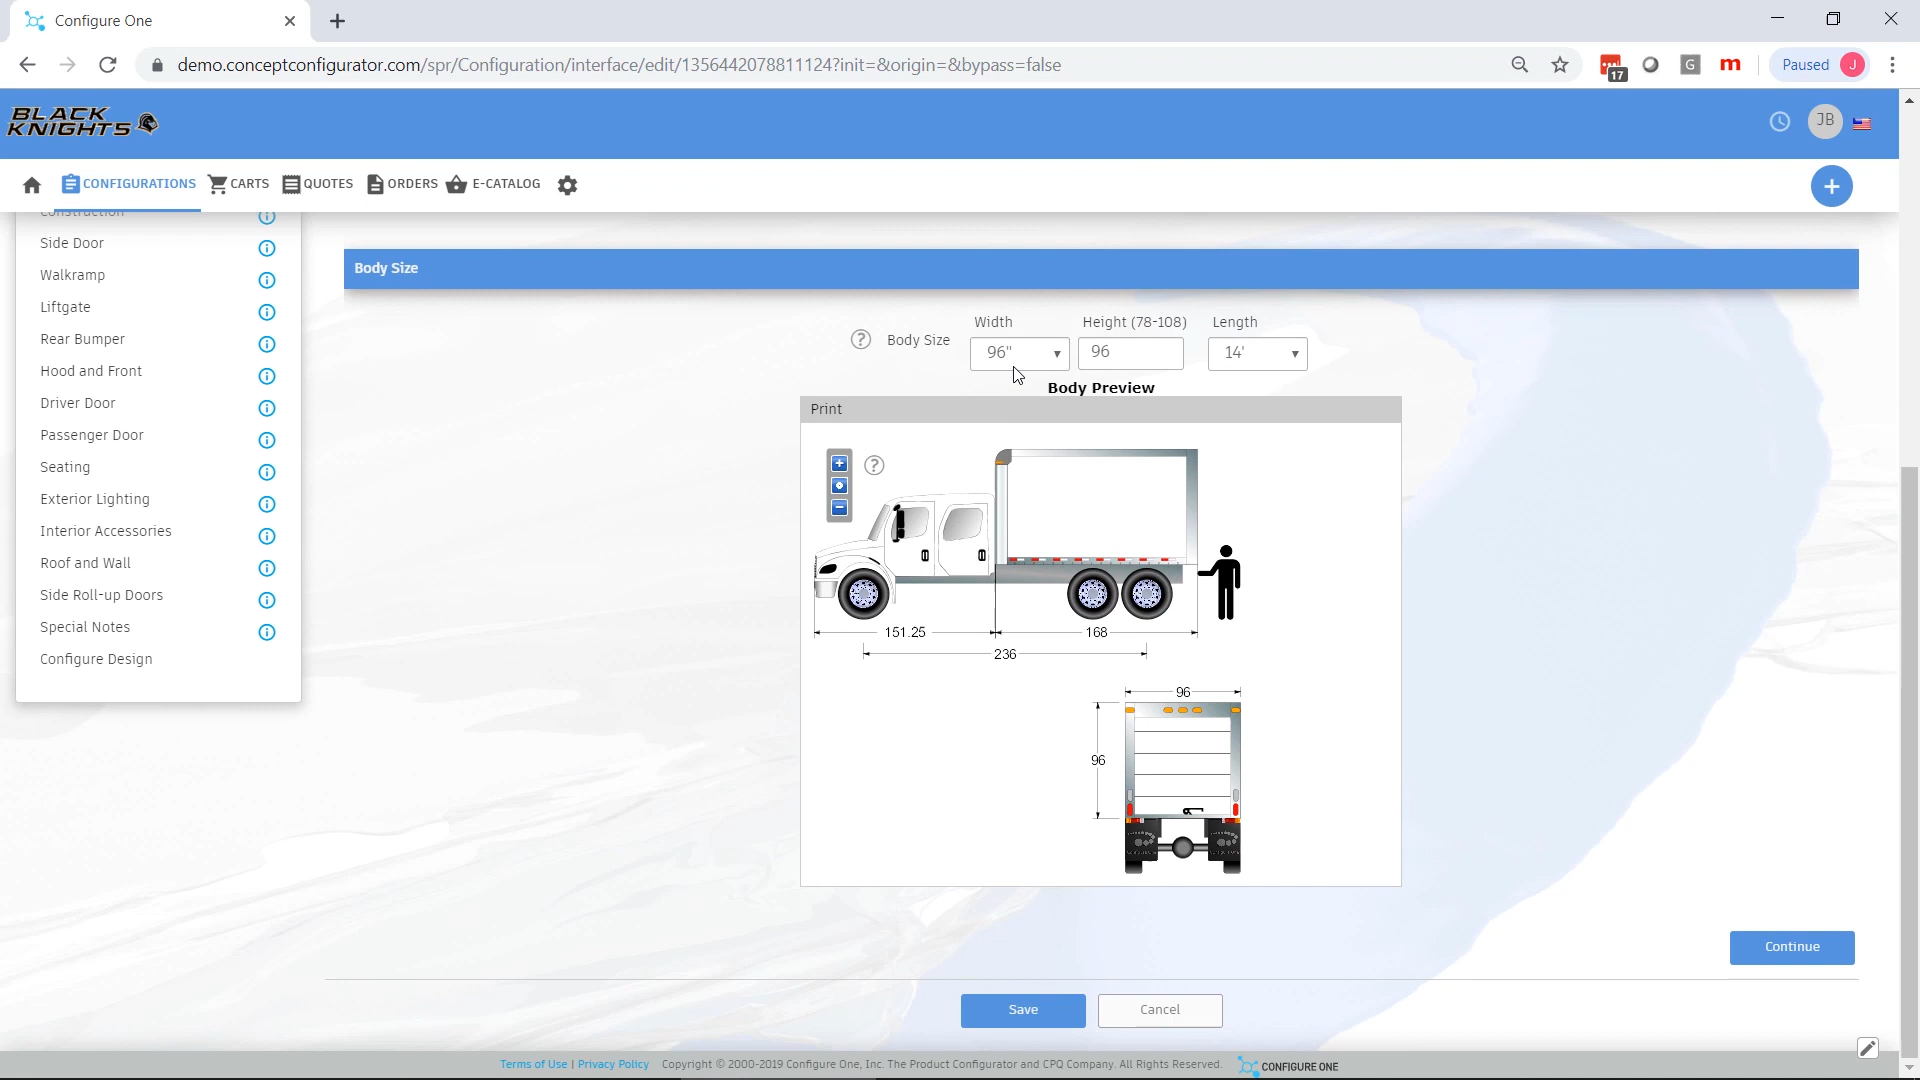 Configure One
demo.conceptconfigurator.com/spr/Configuration/interface/edit/1356442078811124?init=&origin=&bypass=false
17
G
m
Paused
J
BLACK
KNIGHTS
JB
CONFIGURATIONS
CARTS
QUOTES
ORDERS
E-CATALOG
Construction
Side Door
Walkramp
Liftgate
Rear Bumper
Hood and Front
Driver Door
Passenger Door
Seating
Exterior Lighting
Interior Accessories
Roof and Wall
Side Roll-up Doors
Special Notes
Configure Design
Body Size
Width
Height (78-108)
Length
Body Size
96"
96
14'
Body Preview
Print
151.25
168
236
96
96
Continue
Save
Cancel
Terms of Use | Privacy Policy Copyright © 2000-2019 Configure One, Inc. The Product Configurator and CPQ Company. All Rights Reserved.
CONFIGURE ONE